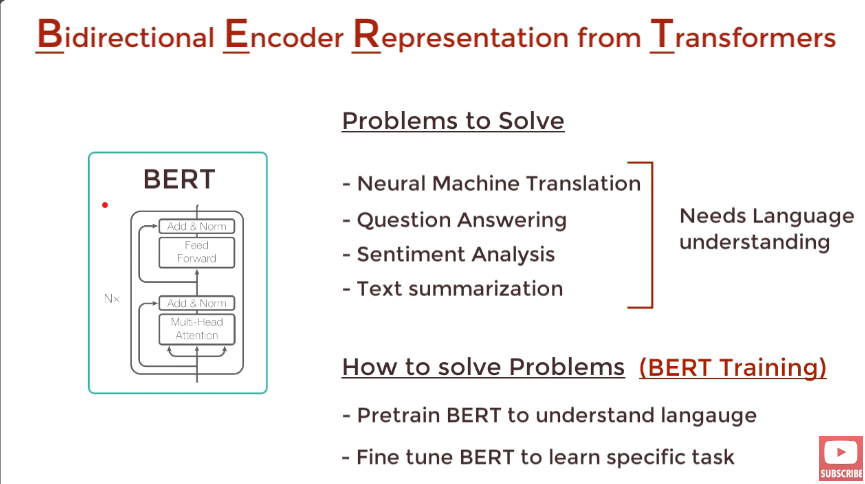 Bidirectional Encoder Representation from Transformers
Problems to Solve
- Neural Machine Translation
- Question Answering
- Sentiment Analysis
- Text summarization
Needs Language
understanding
BERT
Add & Norm
Feed
Forward
Nx
Add & Norm
Multi-Head
Attention
How to solve Problems (BERT Training)
- Pretrain BERT to understand langauge
- Fine tune BERT to learn specific task
SUBSCRIBE